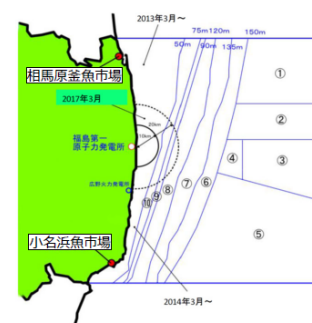 2013年3月～
75m 120m
150m
50m
90m
135m
相馬原釜魚市場
①
2017年3月
20km
②
10km
福島第一
原子力発電所
④
③
広野火力発電所
⑩
⑨
⑧
⑦
⑥
⑤
小名浜魚市場
2014年3月～